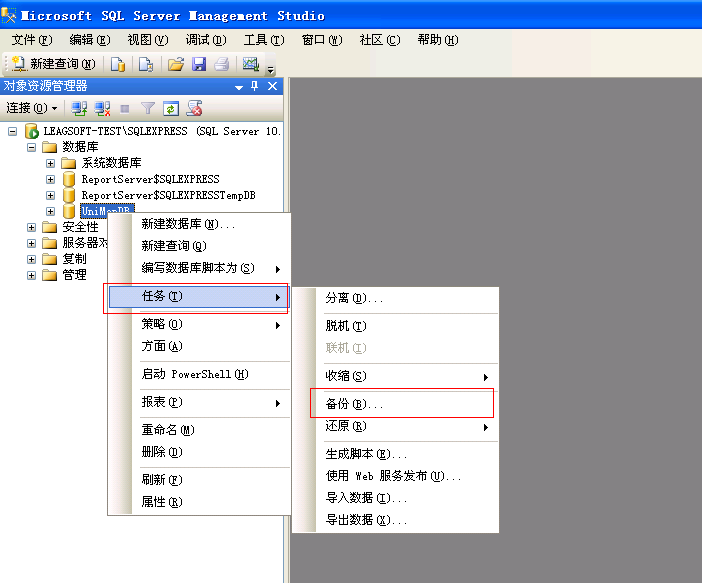 Microsoft SQL Server Management Studio
文件(F) 编辑(E) 视图(V) 调试(D) 工具(T) 窗口(W) 社区(C) 帮助(H)
新建查询(N)
对象资源管理器
连接(O)
LEAGSOFT-TEST\SQLEXPRESS (SQL Server 10.
数据库
系统数据库
ReportServer$SQLEXPRESS
ReportServer$SQLEXPRESSTempDB
UniMonDB
安全性
服务器对
复制
管理
新建数据库(N)...
新建查询(Q)
编写数据库脚本为(S)
任务(T)
策略(O)
方面(A)
启动 PowerShell(H)
报表(P)
重命名(M)
删除(D)
刷新(F)
属性(R)
分离(D)...
脱机(T)
联机(I)
收缩(S)
备份(B)...
还原(R)
生成脚本(E)...
使用 Web 服务发布(U)...
导入数据(I)...
导出数据(X)...